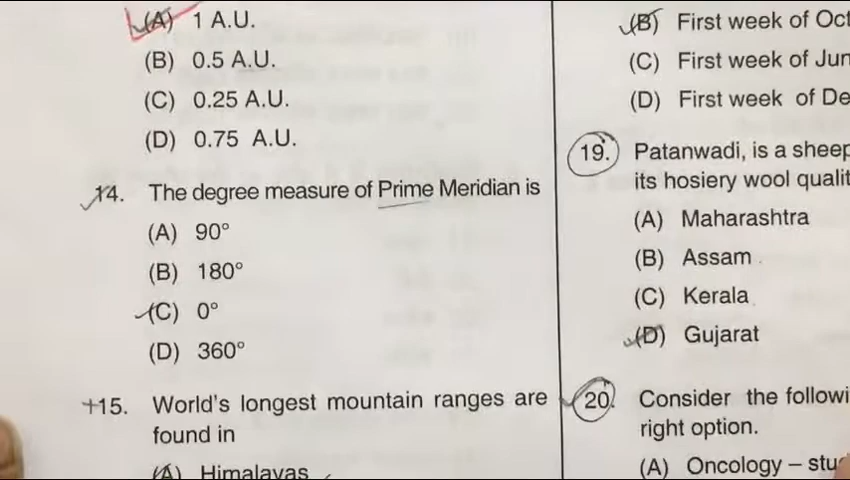 (A) 1 A.U.
(B) 0.5 A.U.
(C) 0.25 A.U.
(D) 0.75 A.U.
14. The degree measure of Prime Meridian is
(A) 90°
(B) 180°
(C) 0°
(D) 360°
15. World's longest mountain ranges are
found in
(A) Himalayas
(B) First week of Oct
(C) First week of Jun
(D) First week of De
19. Patanwadi, is a sheep
its hosiery wool qualit
(A) Maharashtra
(B) Assam
(C) Kerala
(D) Gujarat
20. Consider the followi
right option.
(A) Oncology – stu